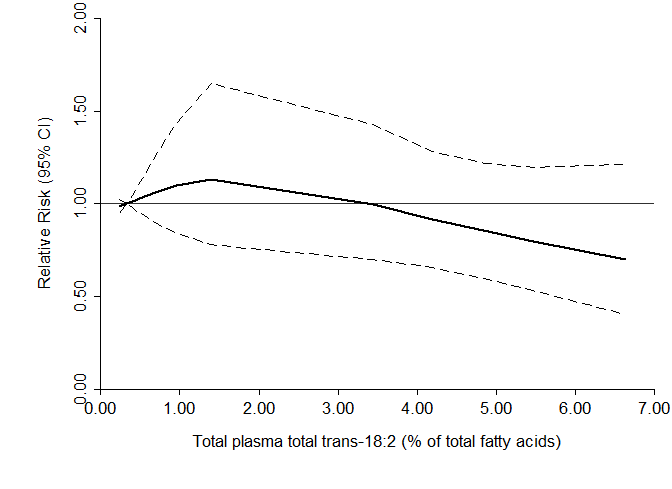 2.00
1.50
1.00
0.50
0.00
Relative Risk (95% CI)
0.00 1.00 2.00 3.00 4.00 5.00 6.00 7.00
Total plasma total trans-18:2 (% of total fatty acids)